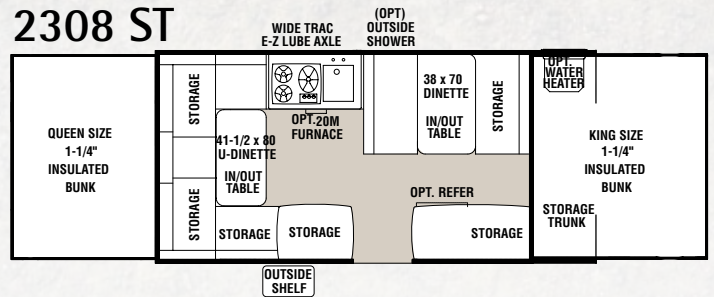 2308 ST
WIDE TRAC
E-Z LUBE AXLE
(OPT)
OUTSIDE
SHOWER
QUEEN SIZE
1-1/4"
INSULATED
BUNK
STORAGE
STORAGE
41-1/2 x 80
U-DINETTE
IN/OUT
TABLE
OPT.20M
FURNACE
38 x 70
DINETTE
IN/OUT
TABLE
STORAGE
OPT.
WATER
HEATER
KING SIZE
1-1/4"
INSULATED
BUNK
STORAGE
TRUNK
OPT. REFER
STORAGE
STORAGE
STORAGE
OUTSIDE
SHELF